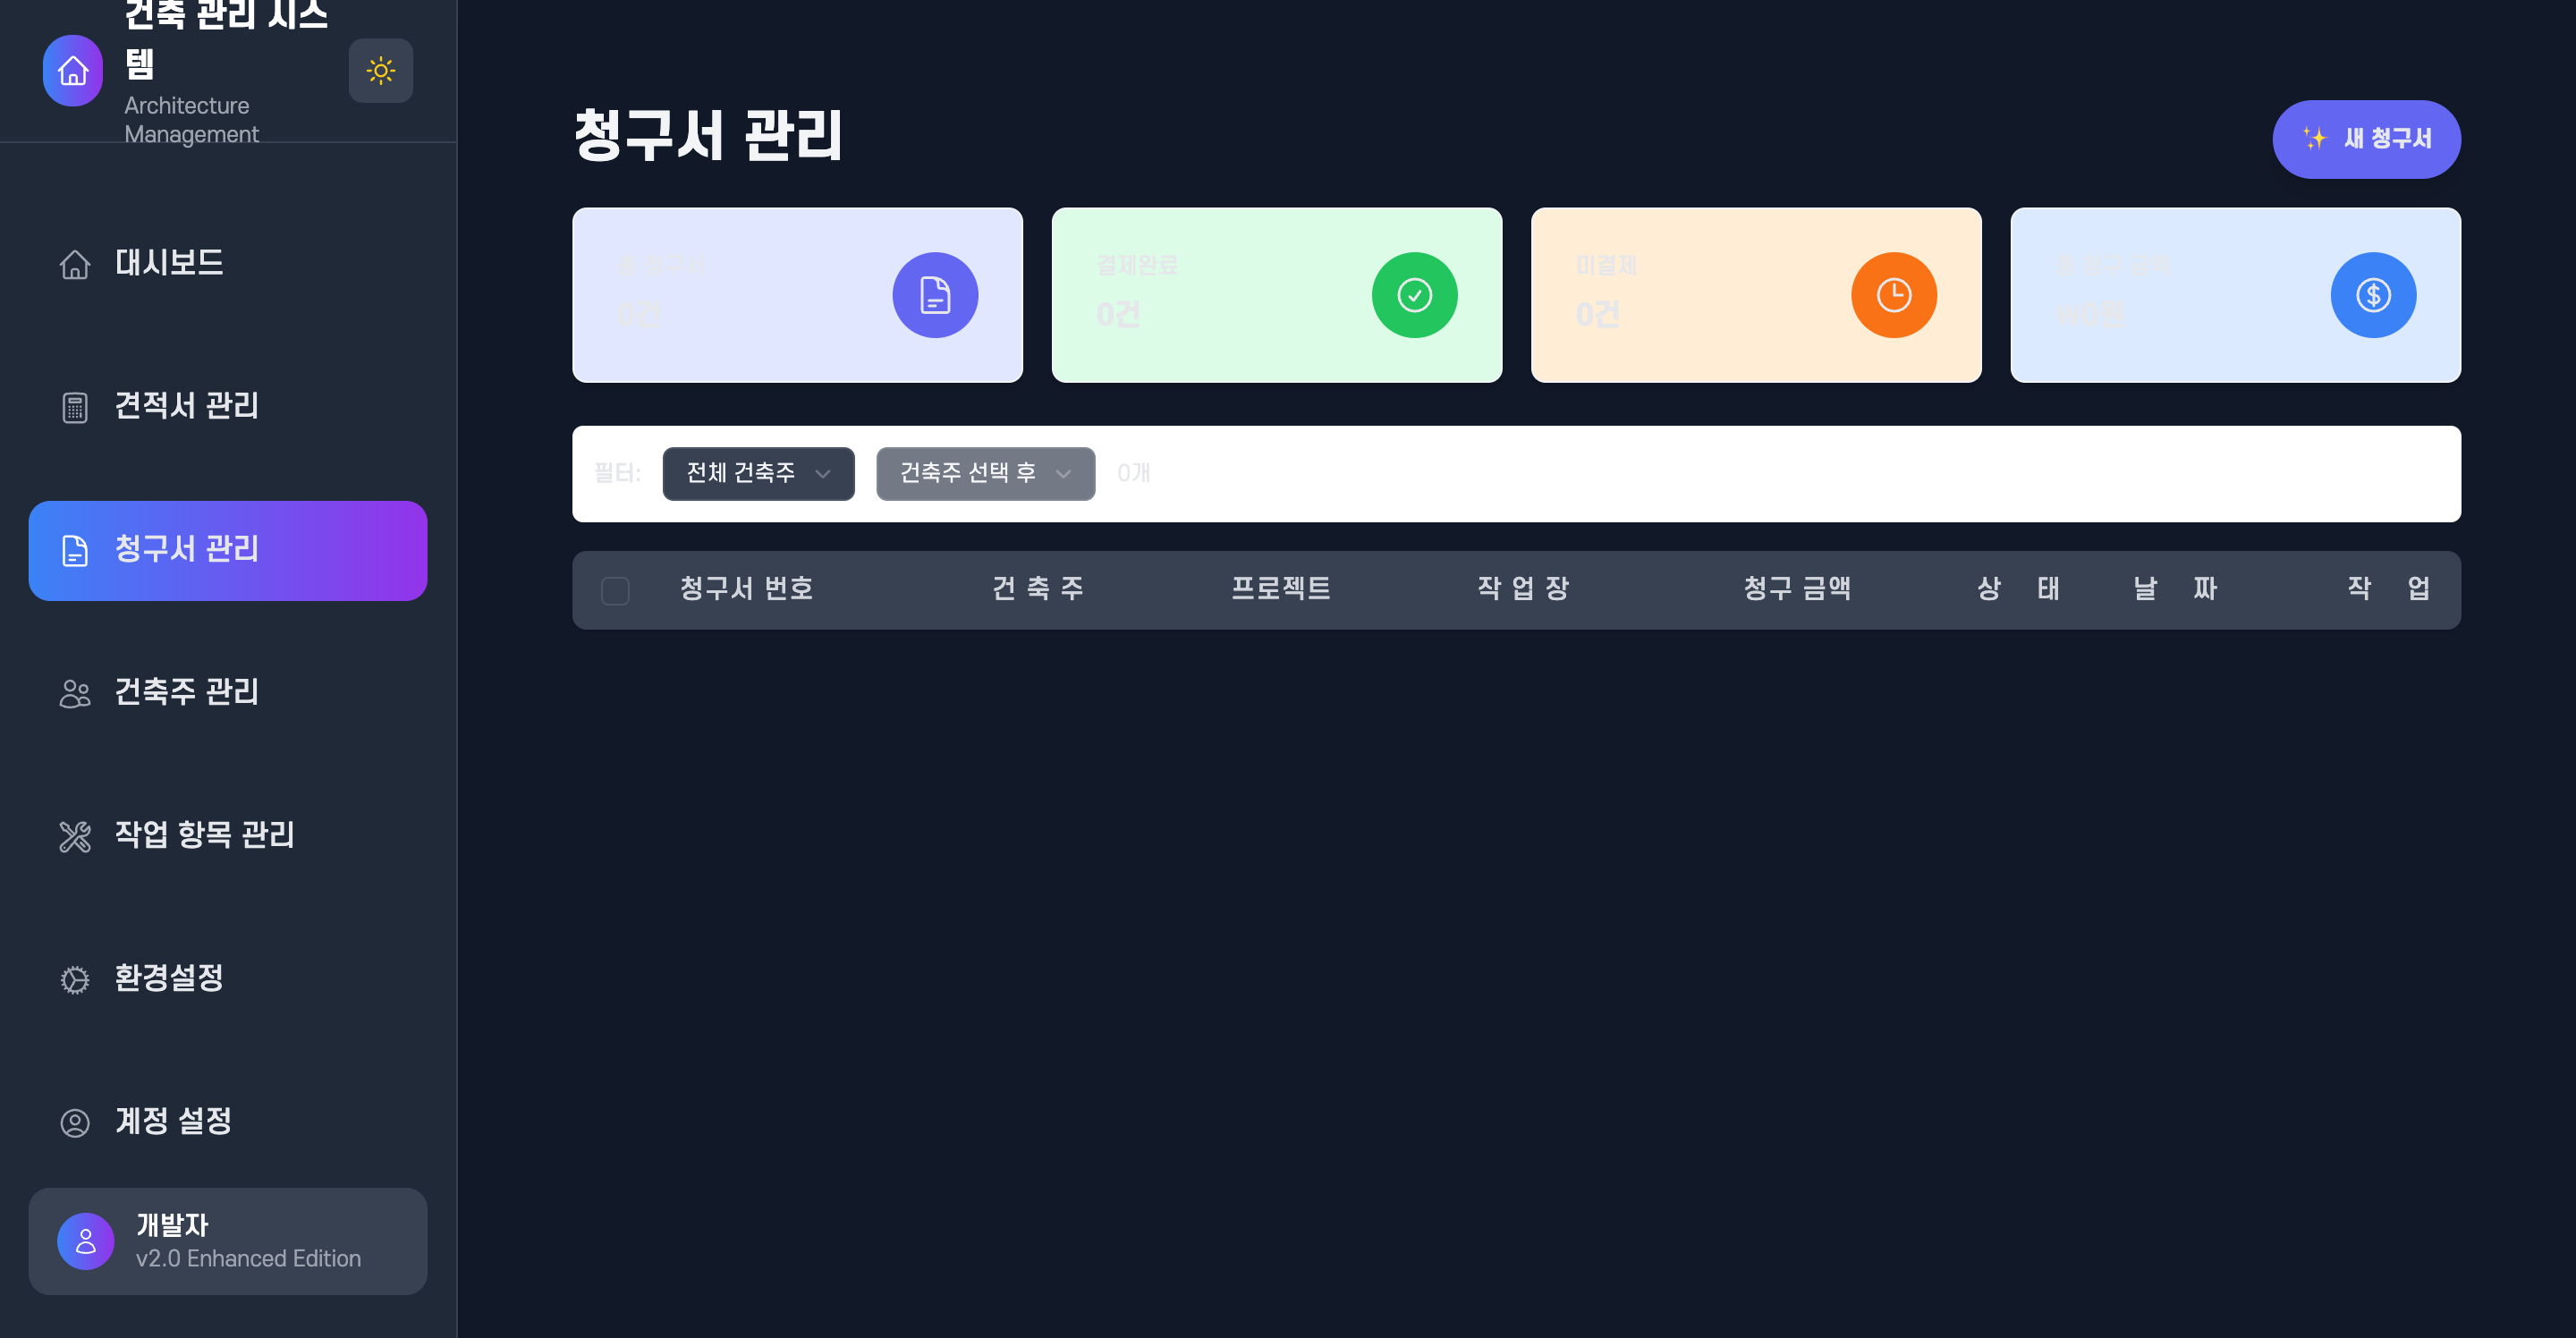 건축 관리 시스
템
Architecture
Management
대시보드
견적서 관리
청구서 관리
건축주 관리
작업 항목 관리
환경설정
계정 설정
개발자
v2.0 Enhanced Edition
청구서 관리
✨ 새 청구서
총 청구서
0건
결제완료
0건
미결제
0건
총 청구 금액
₩0원
필터: 전체 건축주 건축주 선택 후 0개
청구서 번호 건 축 주 프로젝트 작 업 장 청구 금액 상 태 날 짜 작 업